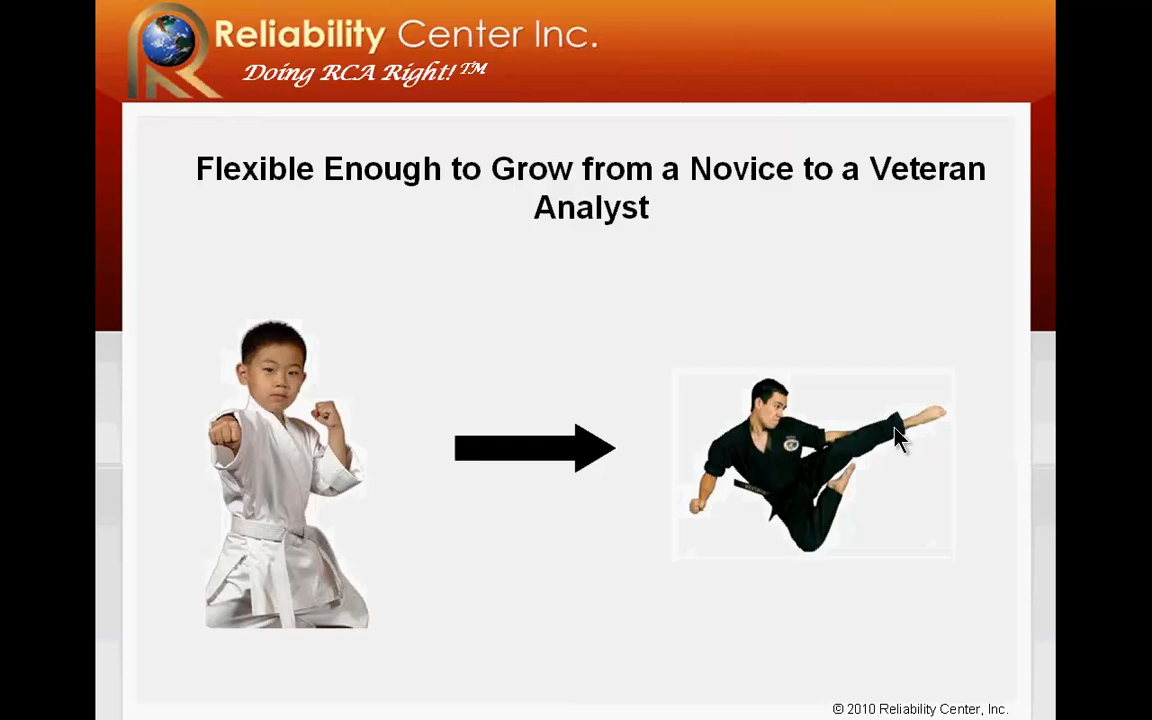 Reliability Center Inc.
Doing RCA Right!™
Flexible Enough to Grow from a Novice to a Veteran
Analyst
© 2010 Reliability Center, Inc.